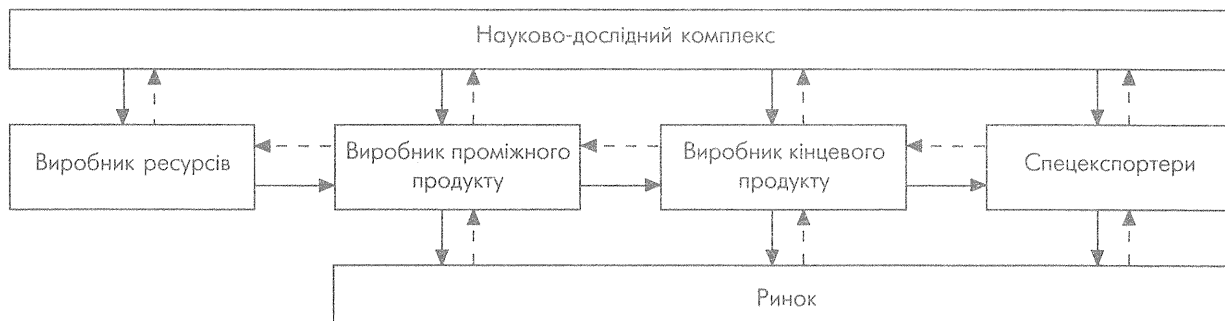 Науково-дослідний комплекс
Виробник ресурсів
Виробник проміжного
продукту
Виробник кінцевого
продукту
Спецекспортери
Ринок